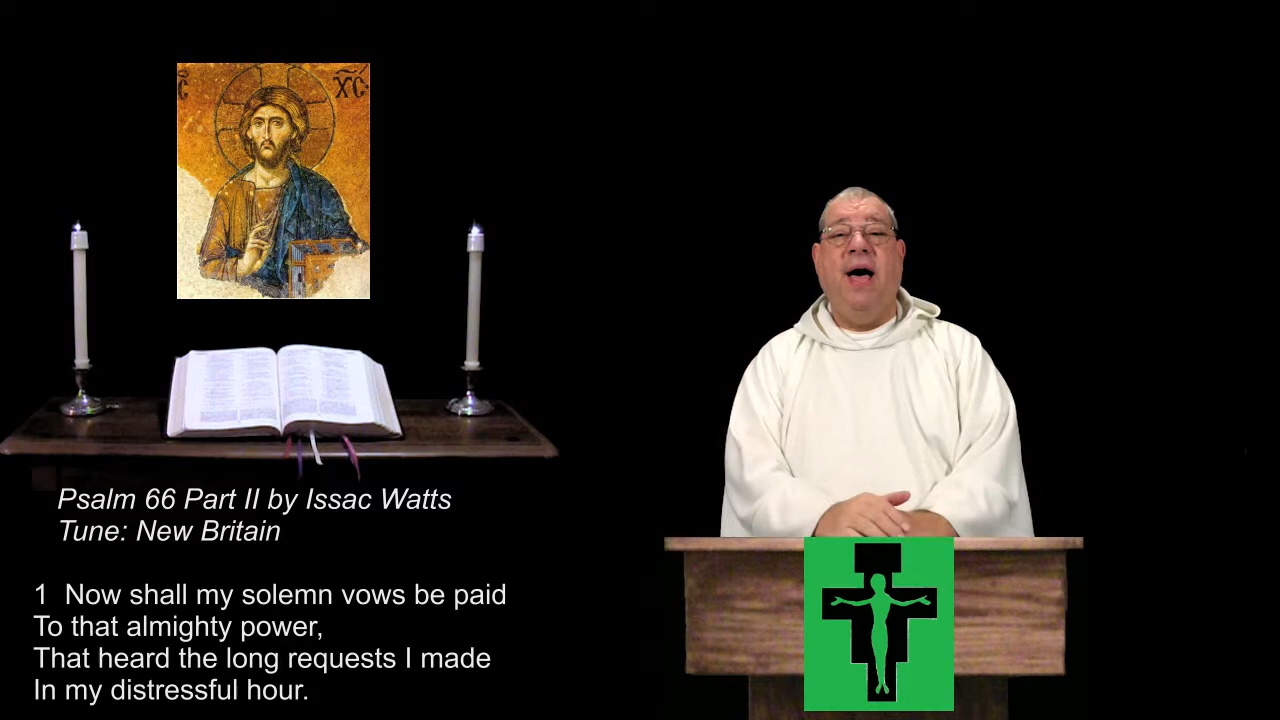 C
XC
Psalm 66 Part II by Issac Watts
Tune: New Britain
1 Now shall my solemn vows be paid
To that almighty power,
That heard the long requests I made
In my distressful hour.